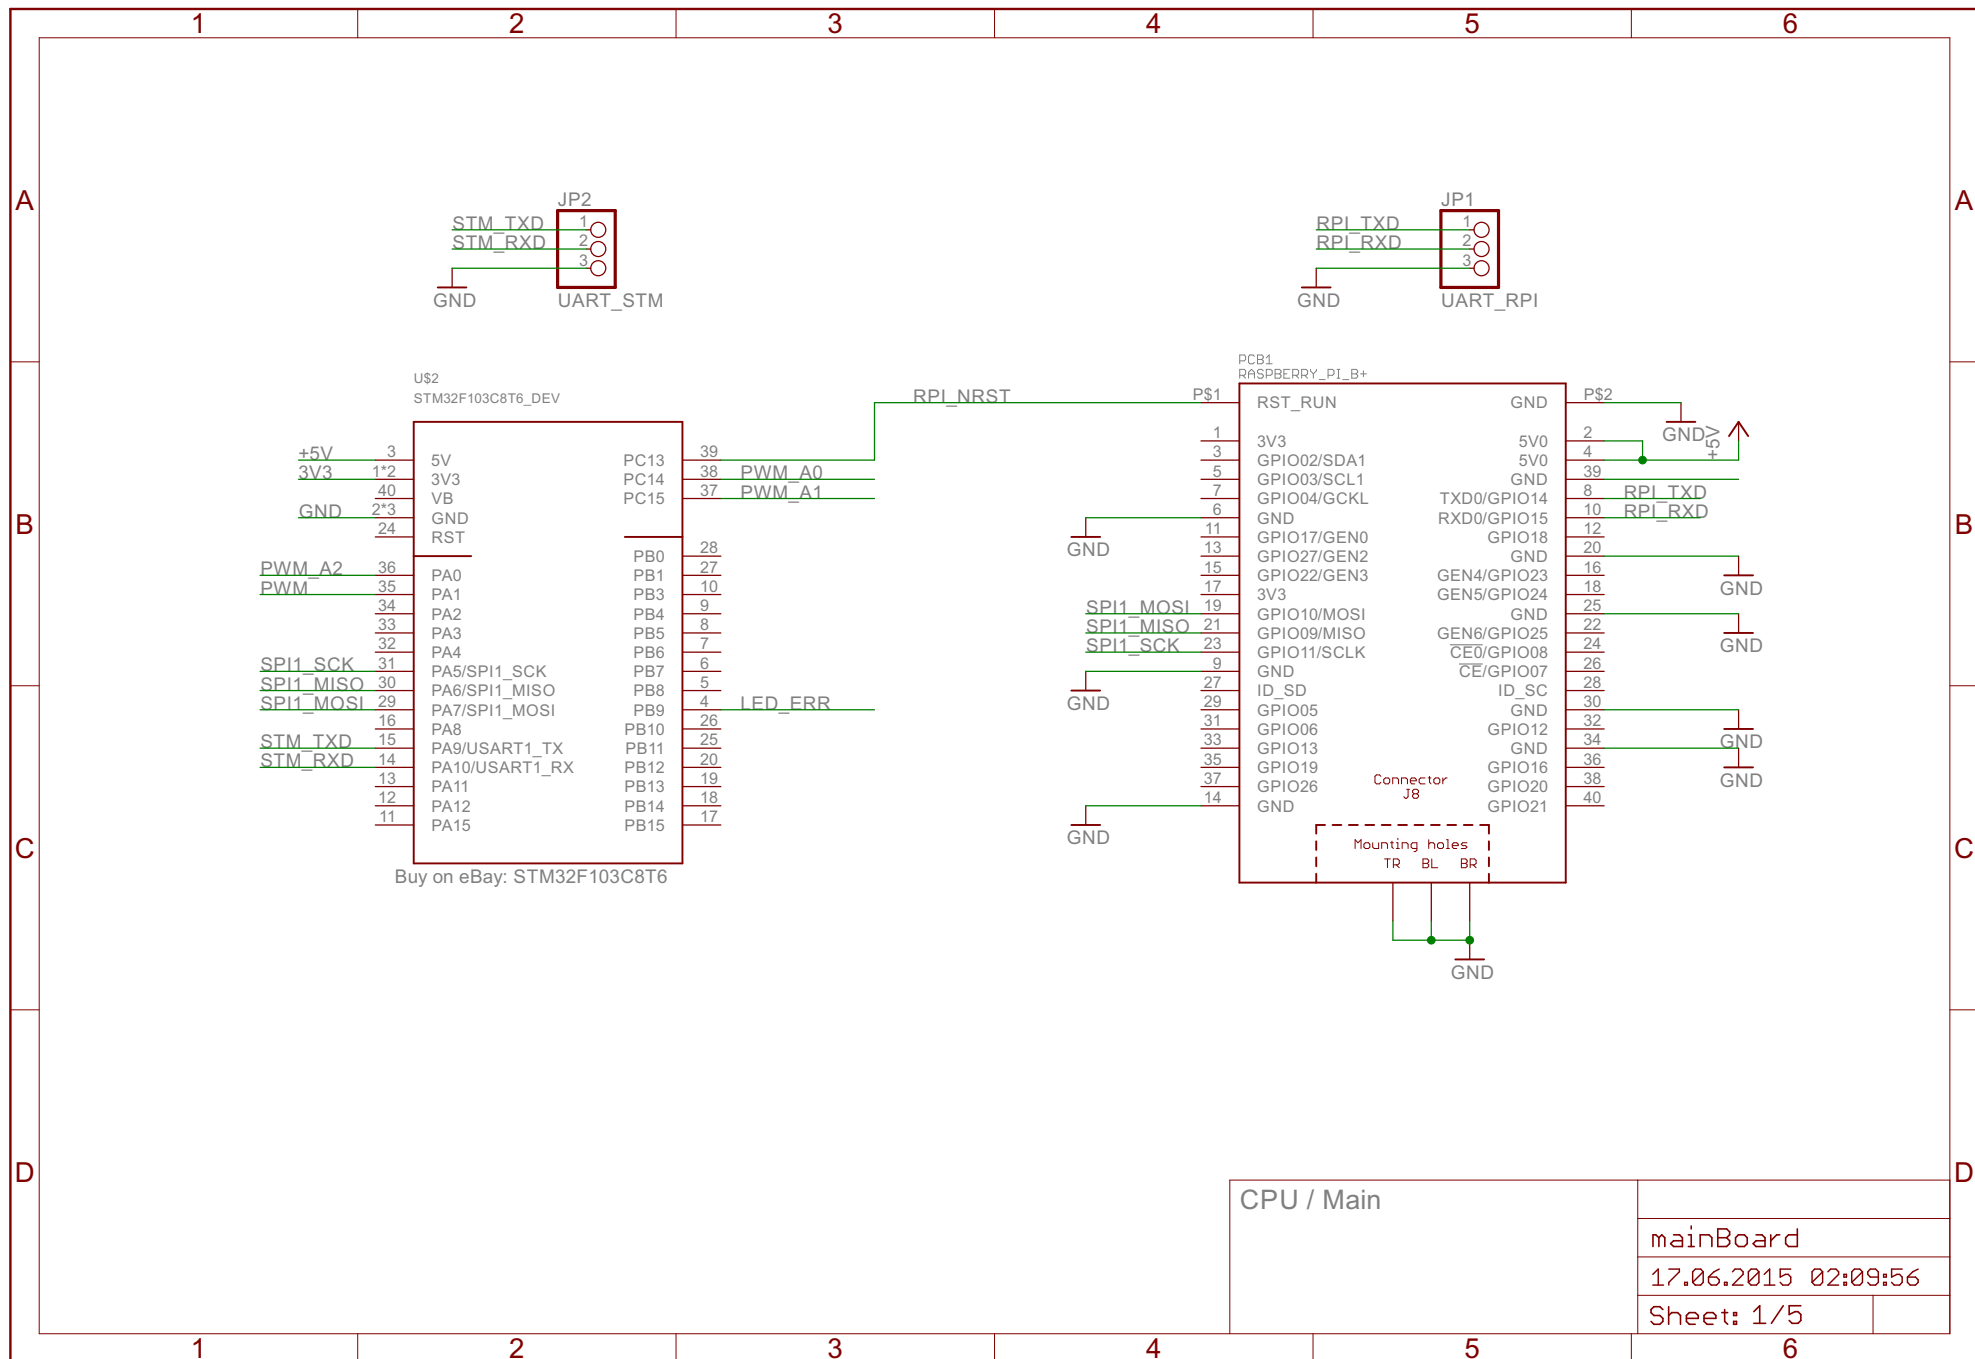 1 2 3 4 5 6
A A
JP2 JP1
STM_TXD 1 RPI_TXD 1
STM_RXD 2 RPI_RXD 2
3 3
GND UART_STM GND UART_RPI
PCB1
RASPBERRY_PI_B+
U$2
STM32F103C8T6_DEV
RPI_NRST P$1 RST_RUN GND P$2
GND +5V
1 3V3 5V0 2
+5V 3 5V PC13 39 3 GPIO02/SDA1 5V0 4
3V3 1*2 3V3 PC14 38 PWM_A0 5 GPIO03/SCL1 GND 39
40 VB PC15 37 PWM_A1 7 GPIO04/GCKL TXD0/GPIO14 8 RPI_TXD
GND 2*3 GND 6 GND RXD0/GPIO15 10 RPI_RXD
B B
24 RST 11 GPIO17/GEN0 GPIO18 12
GND
PB0 28 13 GPIO27/GEN2 GND 20
PWM_A2 36 PA0 PB1 27 15 GPIO22/GEN3 GEN4/GPIO23 16
GND
PWM 35 PA1 PB3 10 17 3V3 GEN5/GPIO24 18
34 PA2 PB4 9 SPI1_MOSI 19 GPIO10/MOSI GND 25
33 PA3 PB5 8 SPI1_MISO 21 GPIO09/MISO GEN6/GPIO25 22
GND
32 PA4 PB6 7 SPI1_SCK 23 GPIO11/SCLK CE0/GPIO08 24
SPI1_SCK 31 PA5/SPI1_SCK PB7 6 9 GND CE/GPIO07 26
SPI1_MISO 30 PA6/SPI1_MISO PB8 5 27 ID_SD ID_SC 28
GND
SPI1_MOSI 29 PA7/SPI1_MOSI PB9 4 LED_ERR 29 GPIO05 GND 30
16 PA8 PB10 26 31 GPIO06 GPIO12 32
GND
STM_TXD 15 PA9/USART1_TX PB11 25 33 GPIO13 GND 34
STM_RXD 14 PA10/USART1_RX PB12 20 35 GPIO19 GPIO16 36
GND
13 PA11 PB13 19 37 GPIO26 GPIO20 38
Connector
J8
12 PA12 PB14 18 14 GND GPIO21 40
11 PA15 PB15 17
GND
C C
Mounting holes
TR BL BR
Buy on eBay: STM32F103C8T6
GND
D D
CPU / Main
mainBoard
17.06.2015 02:09:56
Sheet: 1/5
1 2 3 4 5 6